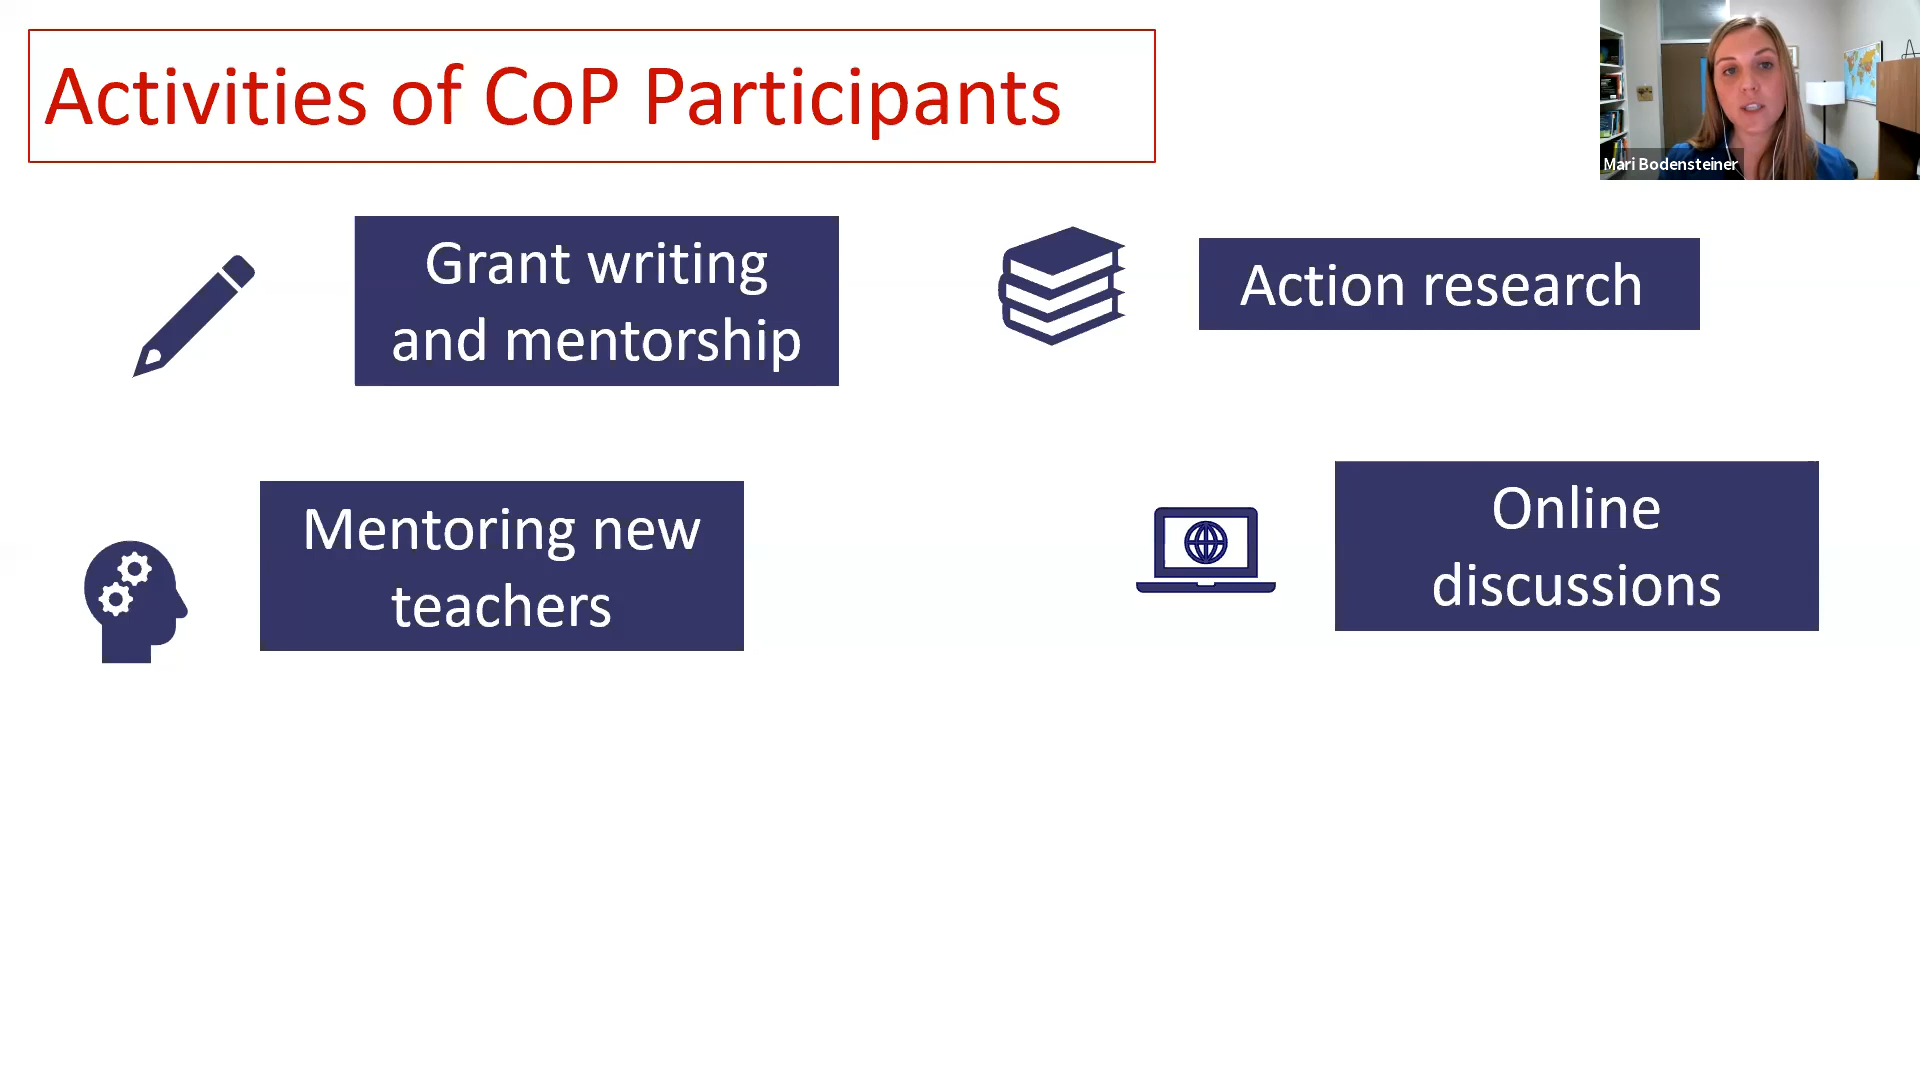 Activities of CoP Participants
Mari Bodensteiner
Grant writing
and mentorship
Action research
Mentoring new
teachers
Online
discussions